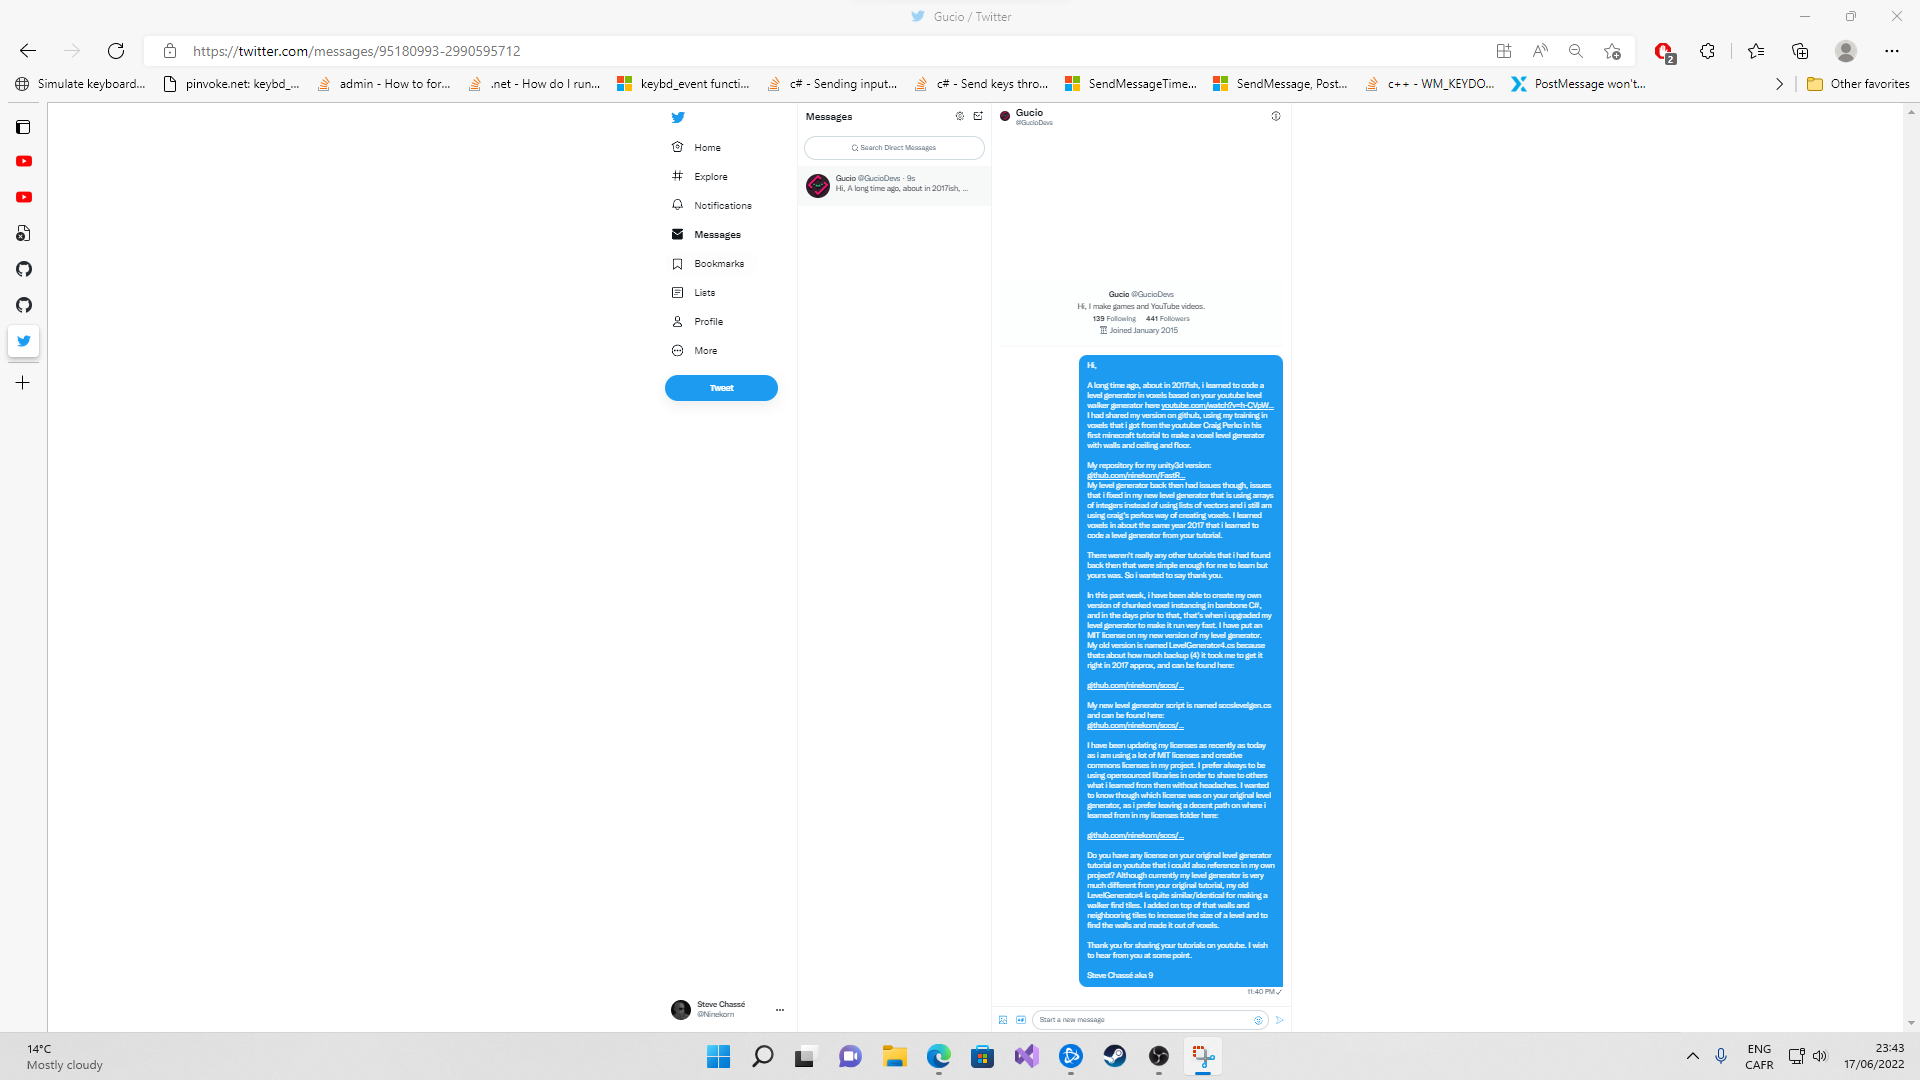 Gucio / Twitter
https://twitter.com/messages/95180993-2990595712
2
Simulate keyboard...
pinvoke.net: keybd_...
admin - How to for...
.net - How do I run...
keybd_event functi...
c# - Sending input...
c# - Send keys thro...
SendMessageTime...
SendMessage, Post...
c++ - WM_KEYDO...
PostMessage won't...
Other favorites
Home
Explore
Notifications
Messages
Bookmarks
Lists
Profile
More
Tweet
Steve Chassé
@Ninekorn
Messages
Search Direct Messages
Gucio @GucioDevs · 9s
Hi, A long time ago, about in 2017ish, ...
Gucio
@GucioDevs
Gucio @GucioDevs
Hi, I make games and YouTube videos.
139 Following 441 Followers
Joined January 2015
Hi,
A long time ago, about in 2017ish, i learned to code a
level generator in voxels based on your youtube level
walker generator here youtube.com/watch?v=h-CVpW...
I had shared my version on github, using my training in
voxels that i got from the youtuber Craig Perko in his
first minecraft tutorial to make a voxel level generator
with walls and ceiling and floor.
My repository for my unity3d version:
github.com/ninekorn/FastR...
My level generator back then had issues though, issues
that i fixed in my new level generator that is using arrays
of integers instead of using lists of vectors and i still am
using craig's perkos way of creating voxels. I learned
voxels in about the same year 2017 that i learned to
code a level generator from your tutorial.
There weren't really any other tutorials that i had found
back then that were simple enough for me to learn but
yours was. So i wanted to say thank you.
In this past week, i have been able to create my own
version of chunked voxel instancing in barebone C#,
and in the days prior to that, that's when i upgraded my
level generator to make it run very fast. I have put an
MIT license on my new version of my level generator.
My old version is named LevelGenerator4.cs because
thats about how much backup (4) it took me to get it
right in 2017 approx, and can be found here:
github.com/ninekorn/sccs/...
My new level generator script is named sccslevelgen.cs
and can be found here:
github.com/ninekorn/sccs/...
I have been updating my licenses as recently as today
as i am using a lot of MIT licenses and creative
commons licenses in my project. I prefer always to be
using opensourced libraries in order to share to others
what i learned from them without headaches. I wanted
to know though which license was on your original level
generator, as i prefer leaving a decent path on where i
learned from in my licenses folder here:
github.com/ninekorn/sccs/...
Do you have any license on your original level generator
tutorial on youtube that i could also reference in my own
project? Although currently my level generator is very
much different from your original tutorial, my old
LevelGenerator4 is quite similar/identical for making a
walker find tiles. I added on top of that walls and
neighbooring tiles to increase the size of a level and to
find the walls and made it out of voxels.
Thank you for sharing your tutorials on youtube. I wish
to hear from you at some point.
Steve Chassé aka 9
11:40 PM
Start a new message
14°C
Mostly cloudy
ENG
CAFR
23:43
17/06/2022